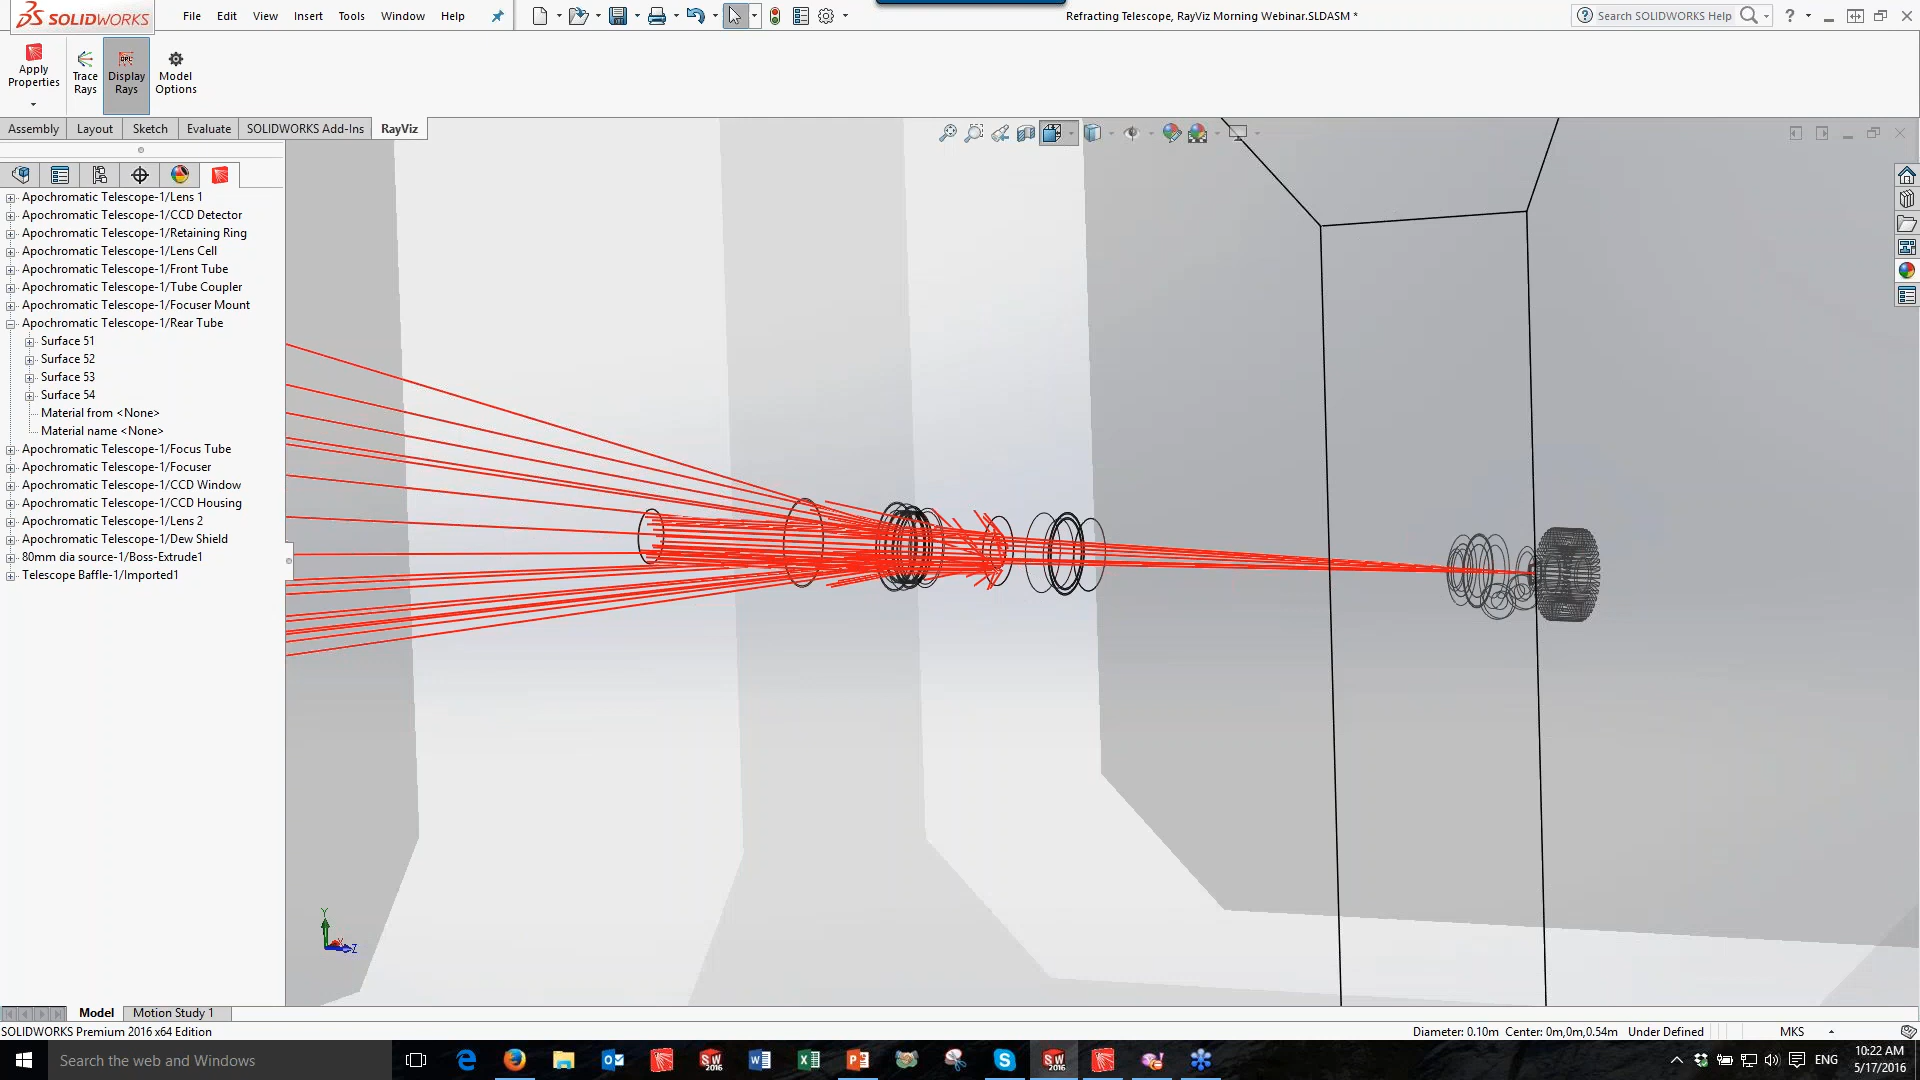 SOLIDWORKS File Edit View Insert Tools Window Help Refracting Telescope, RayViz Morning Webinar.SLDASM * Search SOLIDWORKS Help
Apply Properties
Trace Rays
Display Rays
Model Options
Assembly Layout Sketch Evaluate SOLIDWORKS Add-Ins RayViz
Apochromatic Telescope-1/Lens 1
Apochromatic Telescope-1/CCD Detector
Apochromatic Telescope-1/Retaining Ring
Apochromatic Telescope-1/Lens Cell
Apochromatic Telescope-1/Front Tube
Apochromatic Telescope-1/Tube Coupler
Apochromatic Telescope-1/Focuser Mount
Apochromatic Telescope-1/Rear Tube
Surface 51
Surface 52
Surface 53
Surface 54
Material from <None>
Material name <None>
Apochromatic Telescope-1/Focus Tube
Apochromatic Telescope-1/Focuser
Apochromatic Telescope-1/CCD Window
Apochromatic Telescope-1/CCD Housing
Apochromatic Telescope-1/Lens 2
Apochromatic Telescope-1/Dew Shield
80mm dia source-1/Boss-Extrude1
Telescope Baffle-1/Imported1
Y
Z
Model Motion Study 1
SOLIDWORKS Premium 2016 x64 Edition Diameter: 0.10m Center: 0m,0m,0.54m Under Defined MKS
Search the web and Windows ENG 10:22 AM
5/17/2016